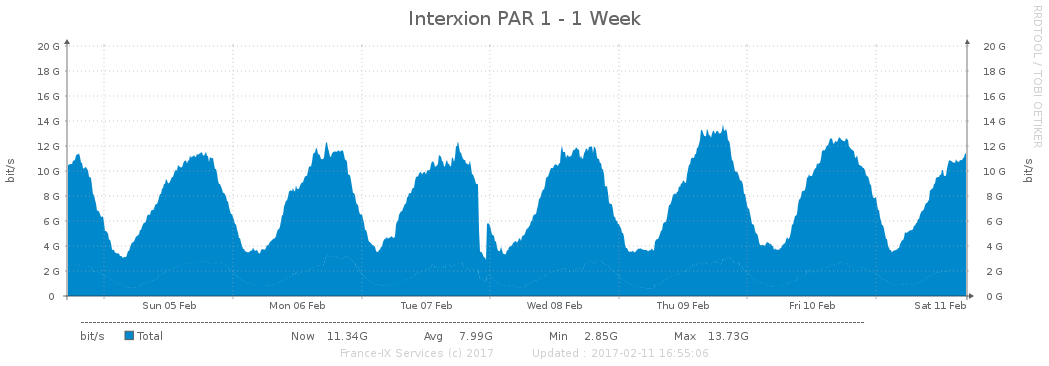 Interxion PAR 1 - 1 Week
RRDTOOL / TOBI OETIKER
bit/s
20 G 20 G
18 G 18 G
16 G 16 G
14 G 14 G
12 G 12 G
10 G 10 G
8 G 8 G
6 G 6 G
4 G 4 G
2 G 2 G
0 0 G
bit/s
Sun 05 Feb Mon 06 Feb Tue 07 Feb Wed 08 Feb Thu 09 Feb Fri 10 Feb Sat 11 Feb
bit/s Total Now 11.34G Avg 7.99G Min 2.85G Max 13.73G
France-IX Services (c) 2017 Updated : 2017-02-11 16:55:06